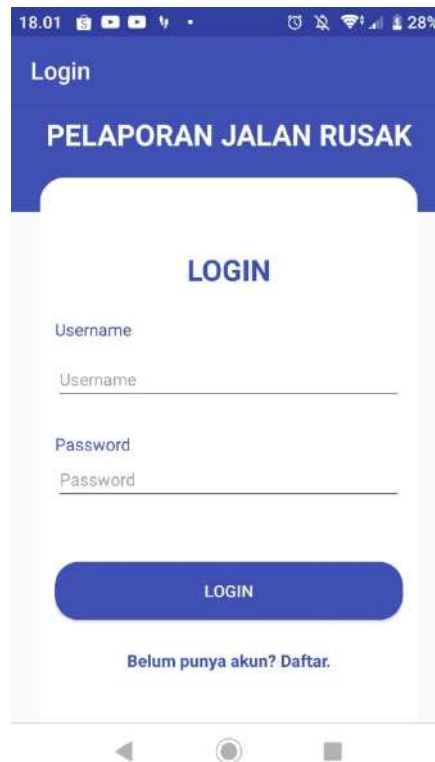 18.01 28%
Login
PELAPORAN JALAN RUSAK
LOGIN
Username
Username
Password
Password
LOGIN
Belum punya akun? Daftar.